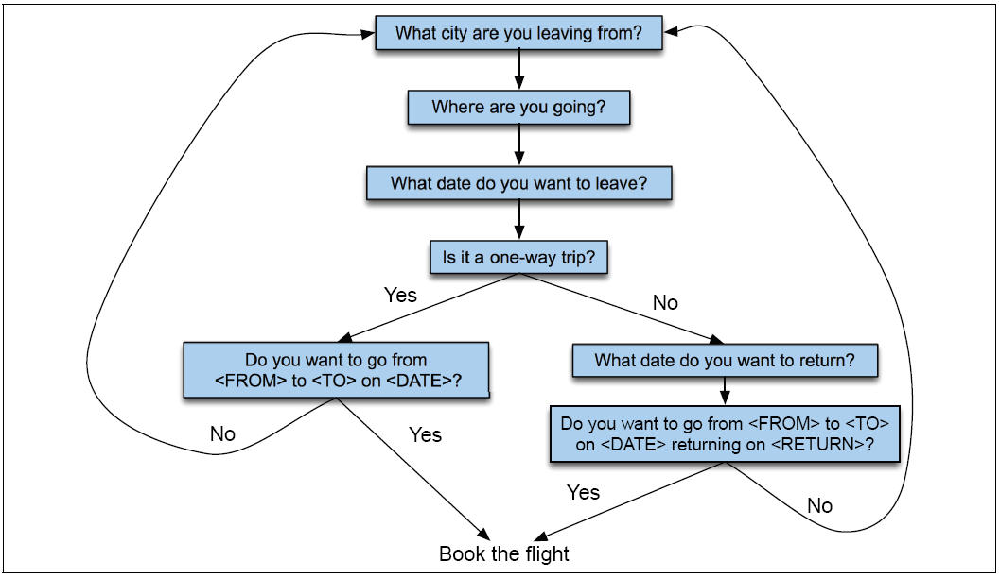 What city are you leaving from?
Where are you going?
What date do you want to leave?
Is it a one-way trip?
Yes
No
Do you want to go from
<FROM> to <TO> on <DATE>?
What date do you want to return?
Do you want to go from <FROM> to <TO>
on <DATE> returning on <RETURN>?
No
Yes
Yes
No
Book the flight